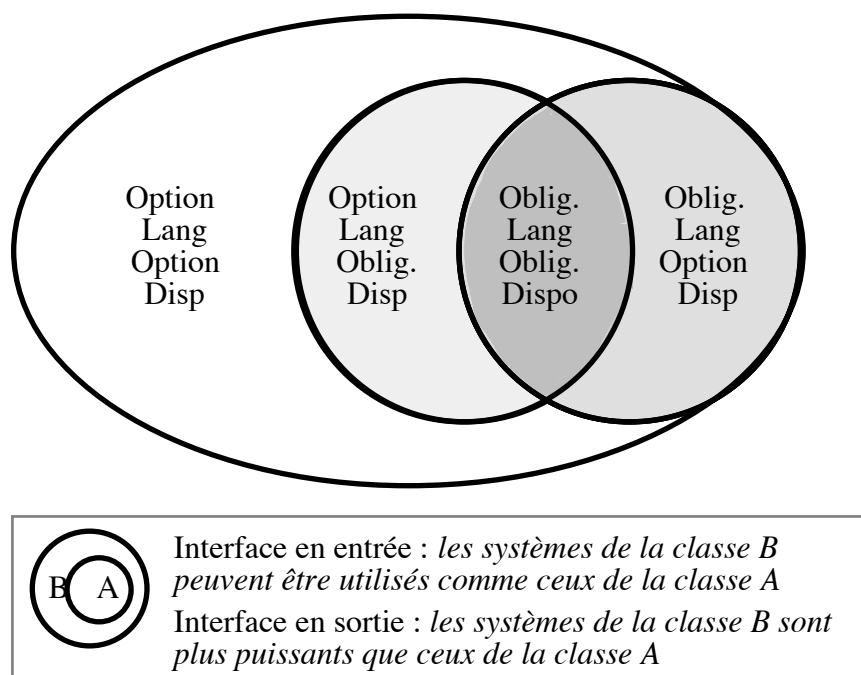 Option
Lang
Option
Disp
Option
Lang
Oblig.
Disp
Oblig.
Lang
Oblig.
Dispo
Oblig.
Lang
Option
Disp
B A
Interface en entrée : les systèmes de la classe B
peuvent être utilisés comme ceux de la classe A
Interface en sortie : les systèmes de la classe B sont
plus puissants que ceux de la classe A